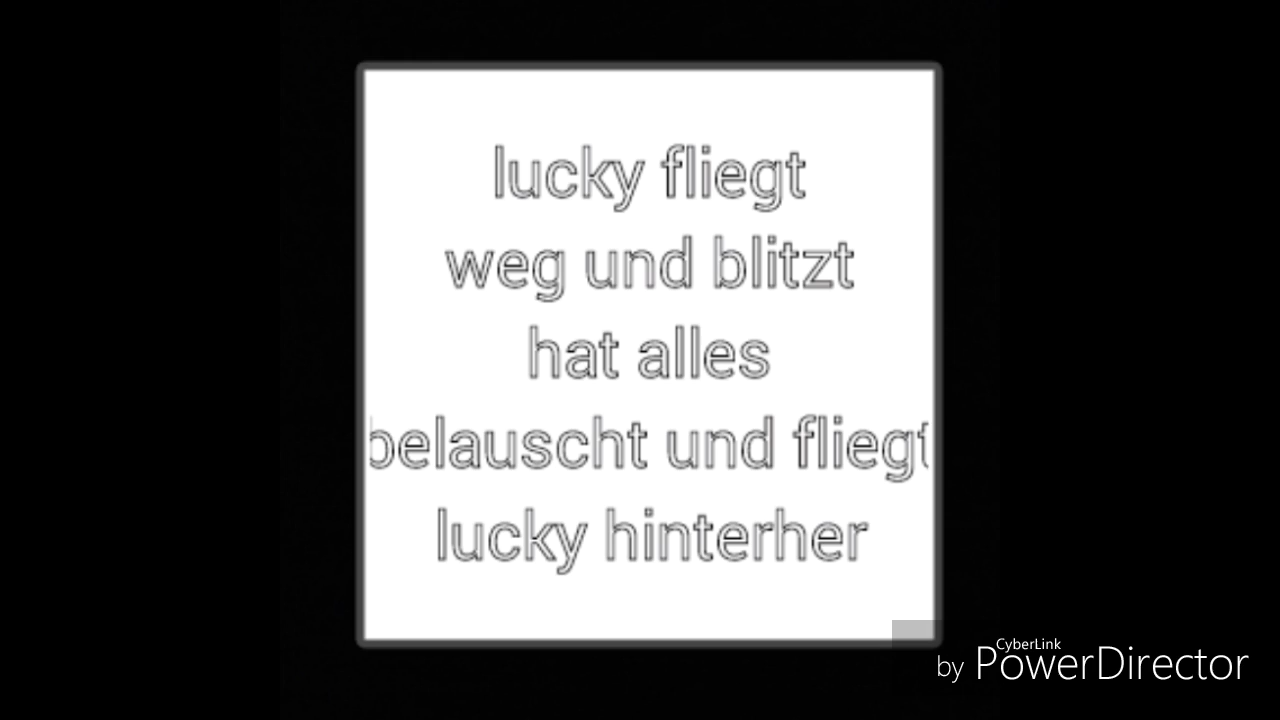 lucky fliegt
weg und blitzt
hat alles
belauscht und fliegt
lucky hinterher
CyberLink
by PowerDirector